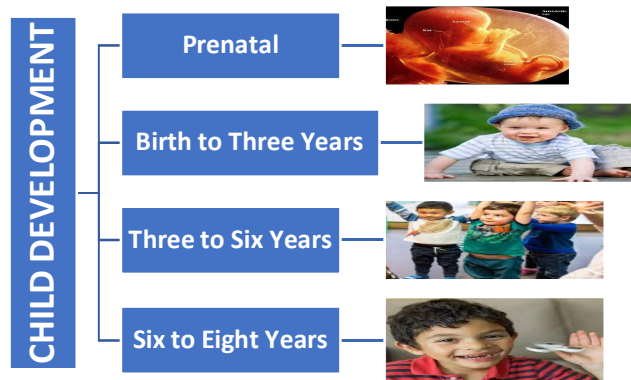 CHILD DEVELOPMENT
Prenatal
Birth to Three Years
Three to Six Years
Six to Eight Years